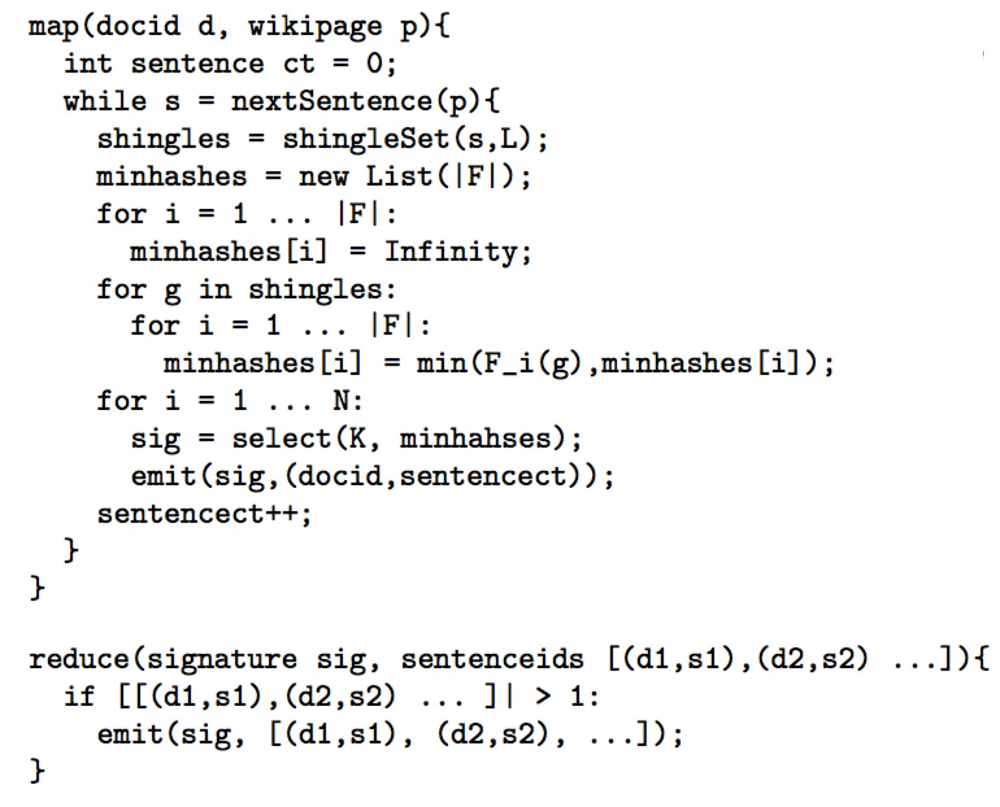 map(docid d, wikipage p){
  int sentence ct = 0;
  while s = nextSentence(p){
    shingles = shingleSet(s,L);
    minhashes = new List(|F|);
    for i = 1 ... |F|:
      minhashes[i] = Infinity;
    for g in shingles:
      for i = 1 ... |F|:
        minhashes[i] = min(F_i(g),minhashes[i]);
    for i = 1 ... N:
      sig = select(K, minhahses);
      emit(sig,(docid,sentencect));
    sentencect++;
  }
}

reduce(signature sig, sentenceids [(d1,s1),(d2,s2) ...]){
  if [[(d1,s1),(d2,s2) ... ]| > 1:
    emit(sig, [(d1,s1), (d2,s2), ...]);
}